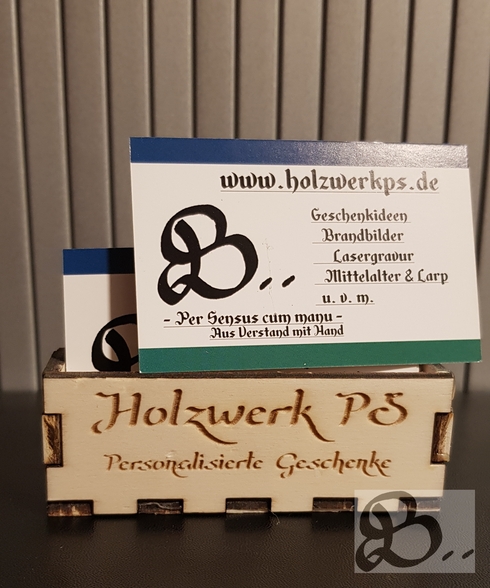 www.holzwerkps.de
Geschenkideen
Brandbilder
Lasergravur
Mittelalter & Larp
u. v. m.
B..
- Per Sensus cum manu -
Aus Verstand mit Hand
Holzwerk PS
Personalisierte Geschenke
B..